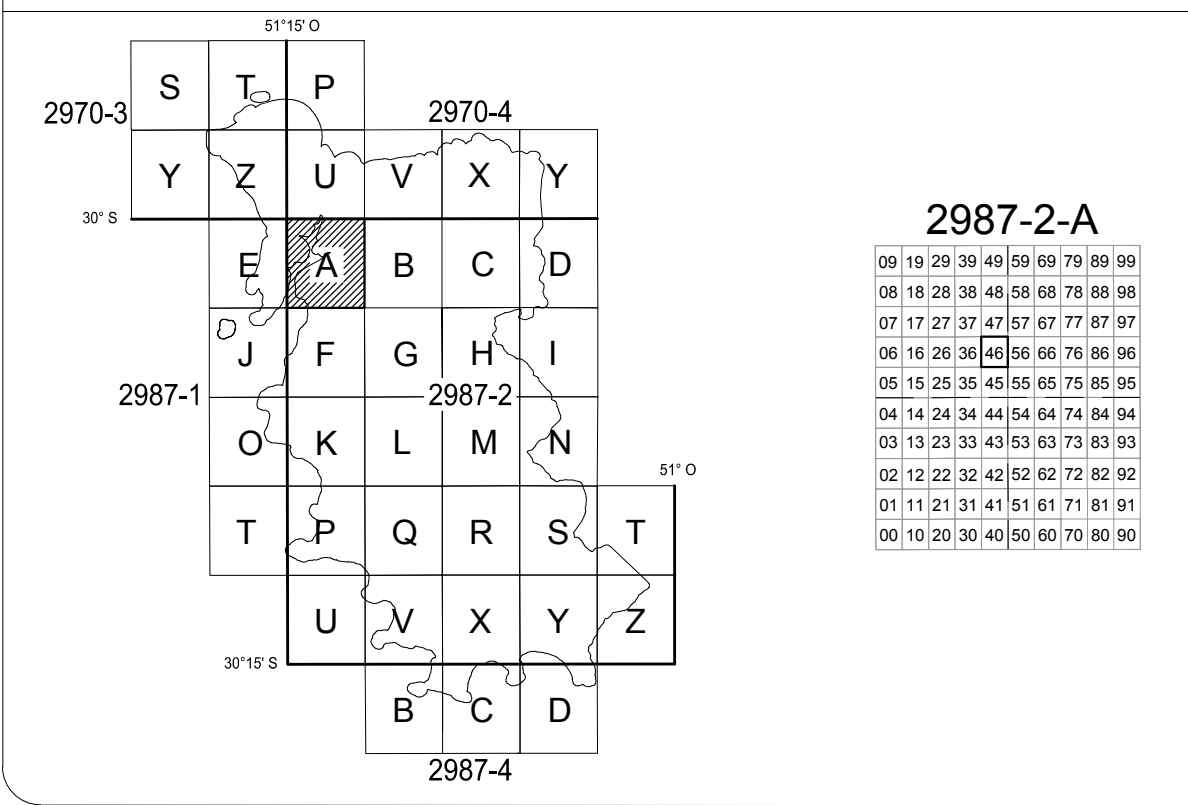 51°15' O
S T P
2970-3
2970-4
Y Z U V X Y
30° S
E A B C D
J F G H I
2987-1
2987-2
O K L M N
51° O
T P Q R S T
U V X Y Z
30°15' S
B C D
2987-4
2987-2-A
09 19 29 39 49 59 69 79 89 99
08 18 28 38 48 58 68 78 88 98
07 17 27 37 47 57 67 77 87 97
06 16 26 36 46 56 66 76 86 96
05 15 25 35 45 55 65 75 85 95
04 14 24 34 44 54 64 74 84 94
03 13 23 33 43 53 63 73 83 93
02 12 22 32 42 52 62 72 82 92
01 11 21 31 41 51 61 71 81 91
00 10 20 30 40 50 60 70 80 90